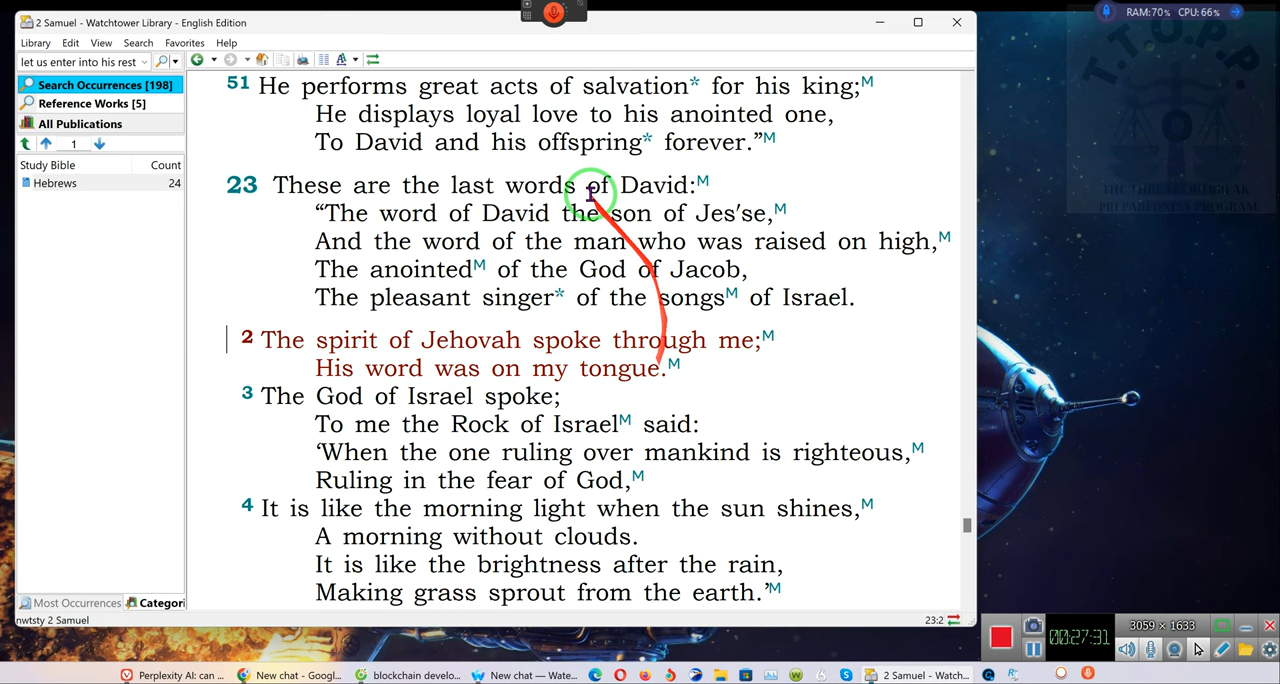 2 Samuel - Watchtower Library - English Edition
RAM:70% CPU:66%
Library Edit View Search Favorites Help
let us enter into his rest
Search Occurrences [198]
Reference Works [5]
All Publications
1
Study Bible Count
Hebrews 24
51 He performs great acts of salvation* for his king;M
He displays loyal love to his anointed one,
To David and his offspring* forever.”M
23 These are the last words of David:M
“The word of David the son of Jesʹse,M
And the word of the man who was raised on high,M
The anointedM of the God of Jacob,
The pleasant singer* of the songsM of Israel.
2 The spirit of Jehovah spoke through me;M
His word was on my tongue.M
3 The God of Israel spoke;
To me the Rock of IsraelM said:
‘When the one ruling over mankind is righteous,M
Ruling in the fear of God,M
4 It is like the morning light when the sun shines,M
A morning without clouds.
It is like the brightness after the rain,
Making grass sprout from the earth.’M
Most Occurrences Categori
nwtsty 2 Samuel
23:2
T.O.P.P.
THE THREAT OUTBREAK
PREPAREDNESS PROGRAM
00:27:31
3059 × 1633
Perplexity AI: can ... New chat - Googl... blockchain develo... New chat — Wate... 2 Samuel - Watch...